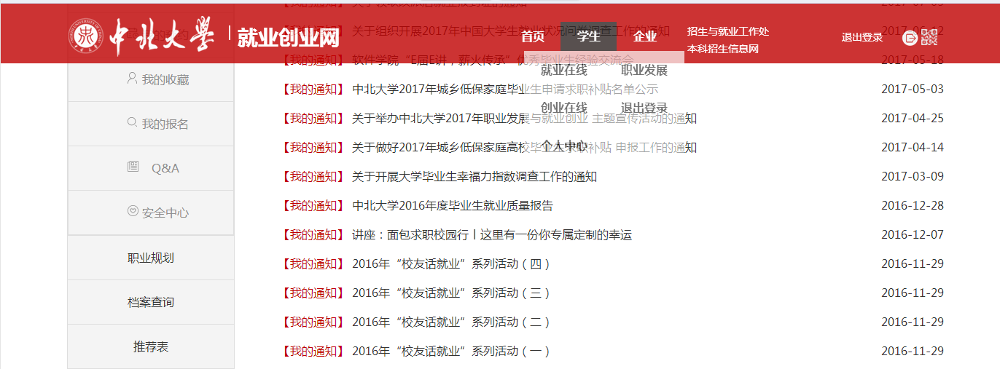 【我的通知】 关于领取改派后就业报到证的通知 2017-07-05
中北大学 就业创业网
首页 学生 企业
招生与就业工作处
本科招生信息网
退出登录
【我的通知】 关于组织开展2017年中国大学生就业状况问卷调查工作的通知 2017-06-12
【我的通知】 软件学院“E届E讲，薪火传承”优秀毕业生经验交流会 2017-05-18
就业在线 职业发展
创业在线 退出登录
个人中心
我的收藏
我的报名
Q&A
安全中心
职业规划
档案查询
推荐表
【我的通知】 中北大学2017年城乡低保家庭毕业生申请求职补贴名单公示 2017-05-03
【我的通知】 关于举办中北大学2017年职业发展与就业创业 主题宣传活动的通知 2017-04-25
【我的通知】 关于做好2017年城乡低保家庭高校毕业生求职补贴 申报工作的通知 2017-04-14
【我的通知】 关于开展大学毕业生幸福力指数调查工作的通知 2017-03-09
【我的通知】 中北大学2016年度毕业生就业质量报告 2016-12-28
【我的通知】 讲座：面包求职校园行丨这里有一份你专属定制的幸运 2016-12-07
【我的通知】 2016年“校友话就业”系列活动（四） 2016-11-29
【我的通知】 2016年“校友话就业”系列活动（三） 2016-11-29
【我的通知】 2016年“校友话就业”系列活动（二） 2016-11-29
【我的通知】 2016年“校友话就业”系列活动（一） 2016-11-29